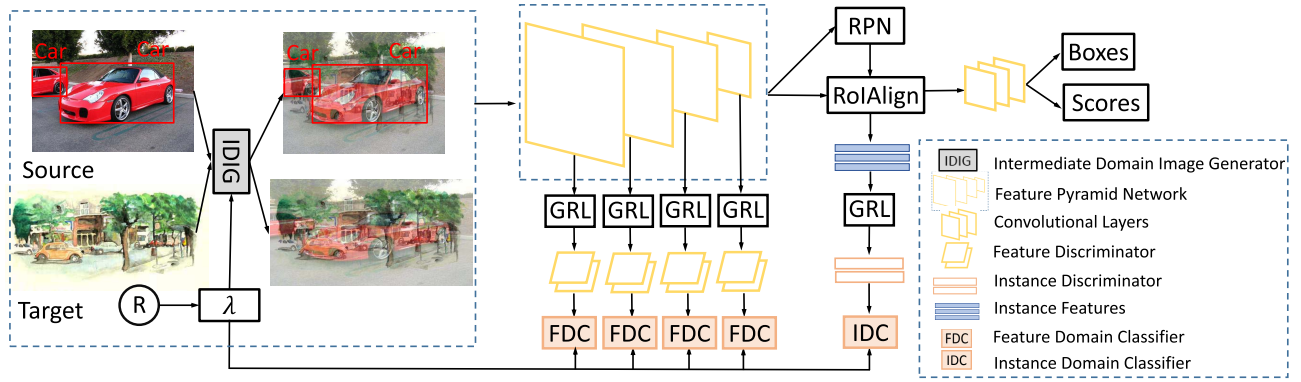 Car
Car
Car
Car
IDIG
Source
Target
R
λ
RPN
RoIAlign
Boxes
Scores
GRL
GRL
GRL
GRL
GRL
FDC
FDC
FDC
FDC
IDC
IDIG Intermediate Domain Image Generator
Feature Pyramid Network
Convolutional Layers
Feature Discriminator
Instance Discriminator
Instance Features
FDC Feature Domain Classifier
IDC Instance Domain Classifier